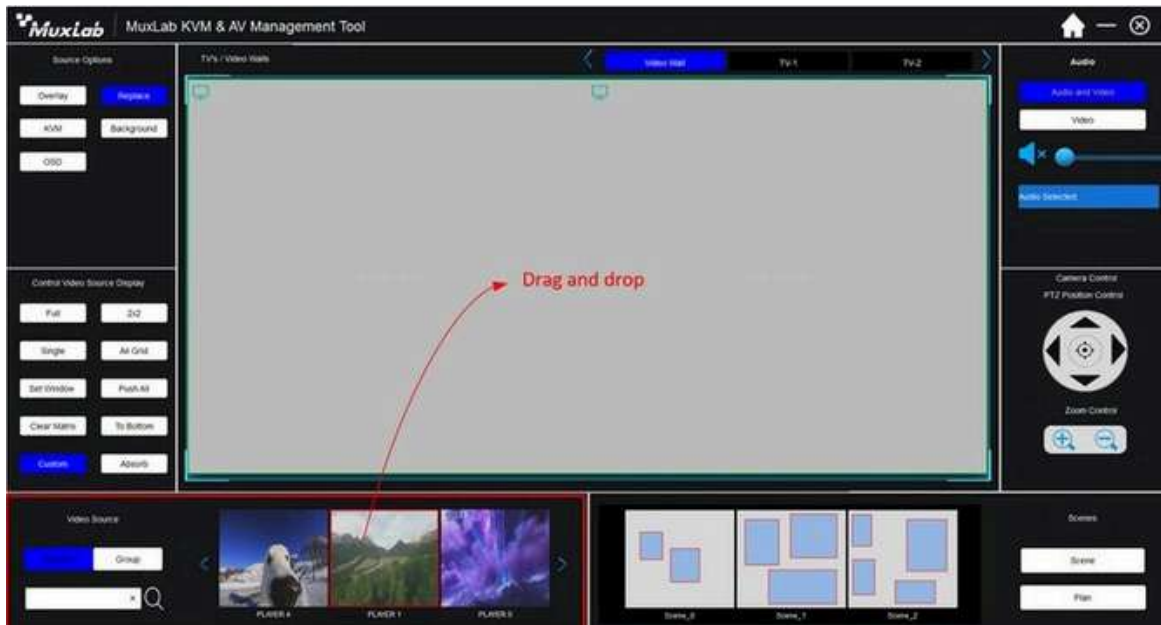 MuxLab MuxLab KVM & AV Management Tool
Source Options
Overlay Replace
KVM Background
OSD
TV's / Video Walls
Video Wall TV-1 TV-2
Audio
Audio and Video
Video
Audio Selected:
Drag and drop
Control Video Source Display
Full 2x2
Single All Grid
Set Window Push All
Clear Matrix To Bottom
Custom Absorb
Camera Control
PTZ Position Control
Zoom Control
Video Source
Group
PLAYER 4 PLAYER 1
Scene_0 Scene_1 Scene_2
Scenes
Scene
Plan